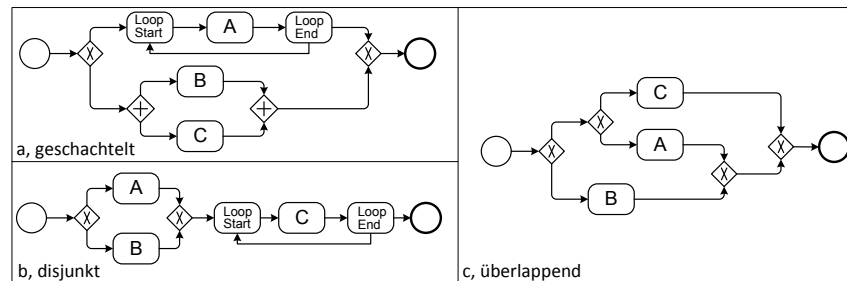 Loop Start
A
Loop End
X
X
B
+
+
C
a, geschachtelt
A
X
X
Loop Start
C
Loop End
B
b, disjunkt
C
X
X
A
X
X
B
c, überlappend